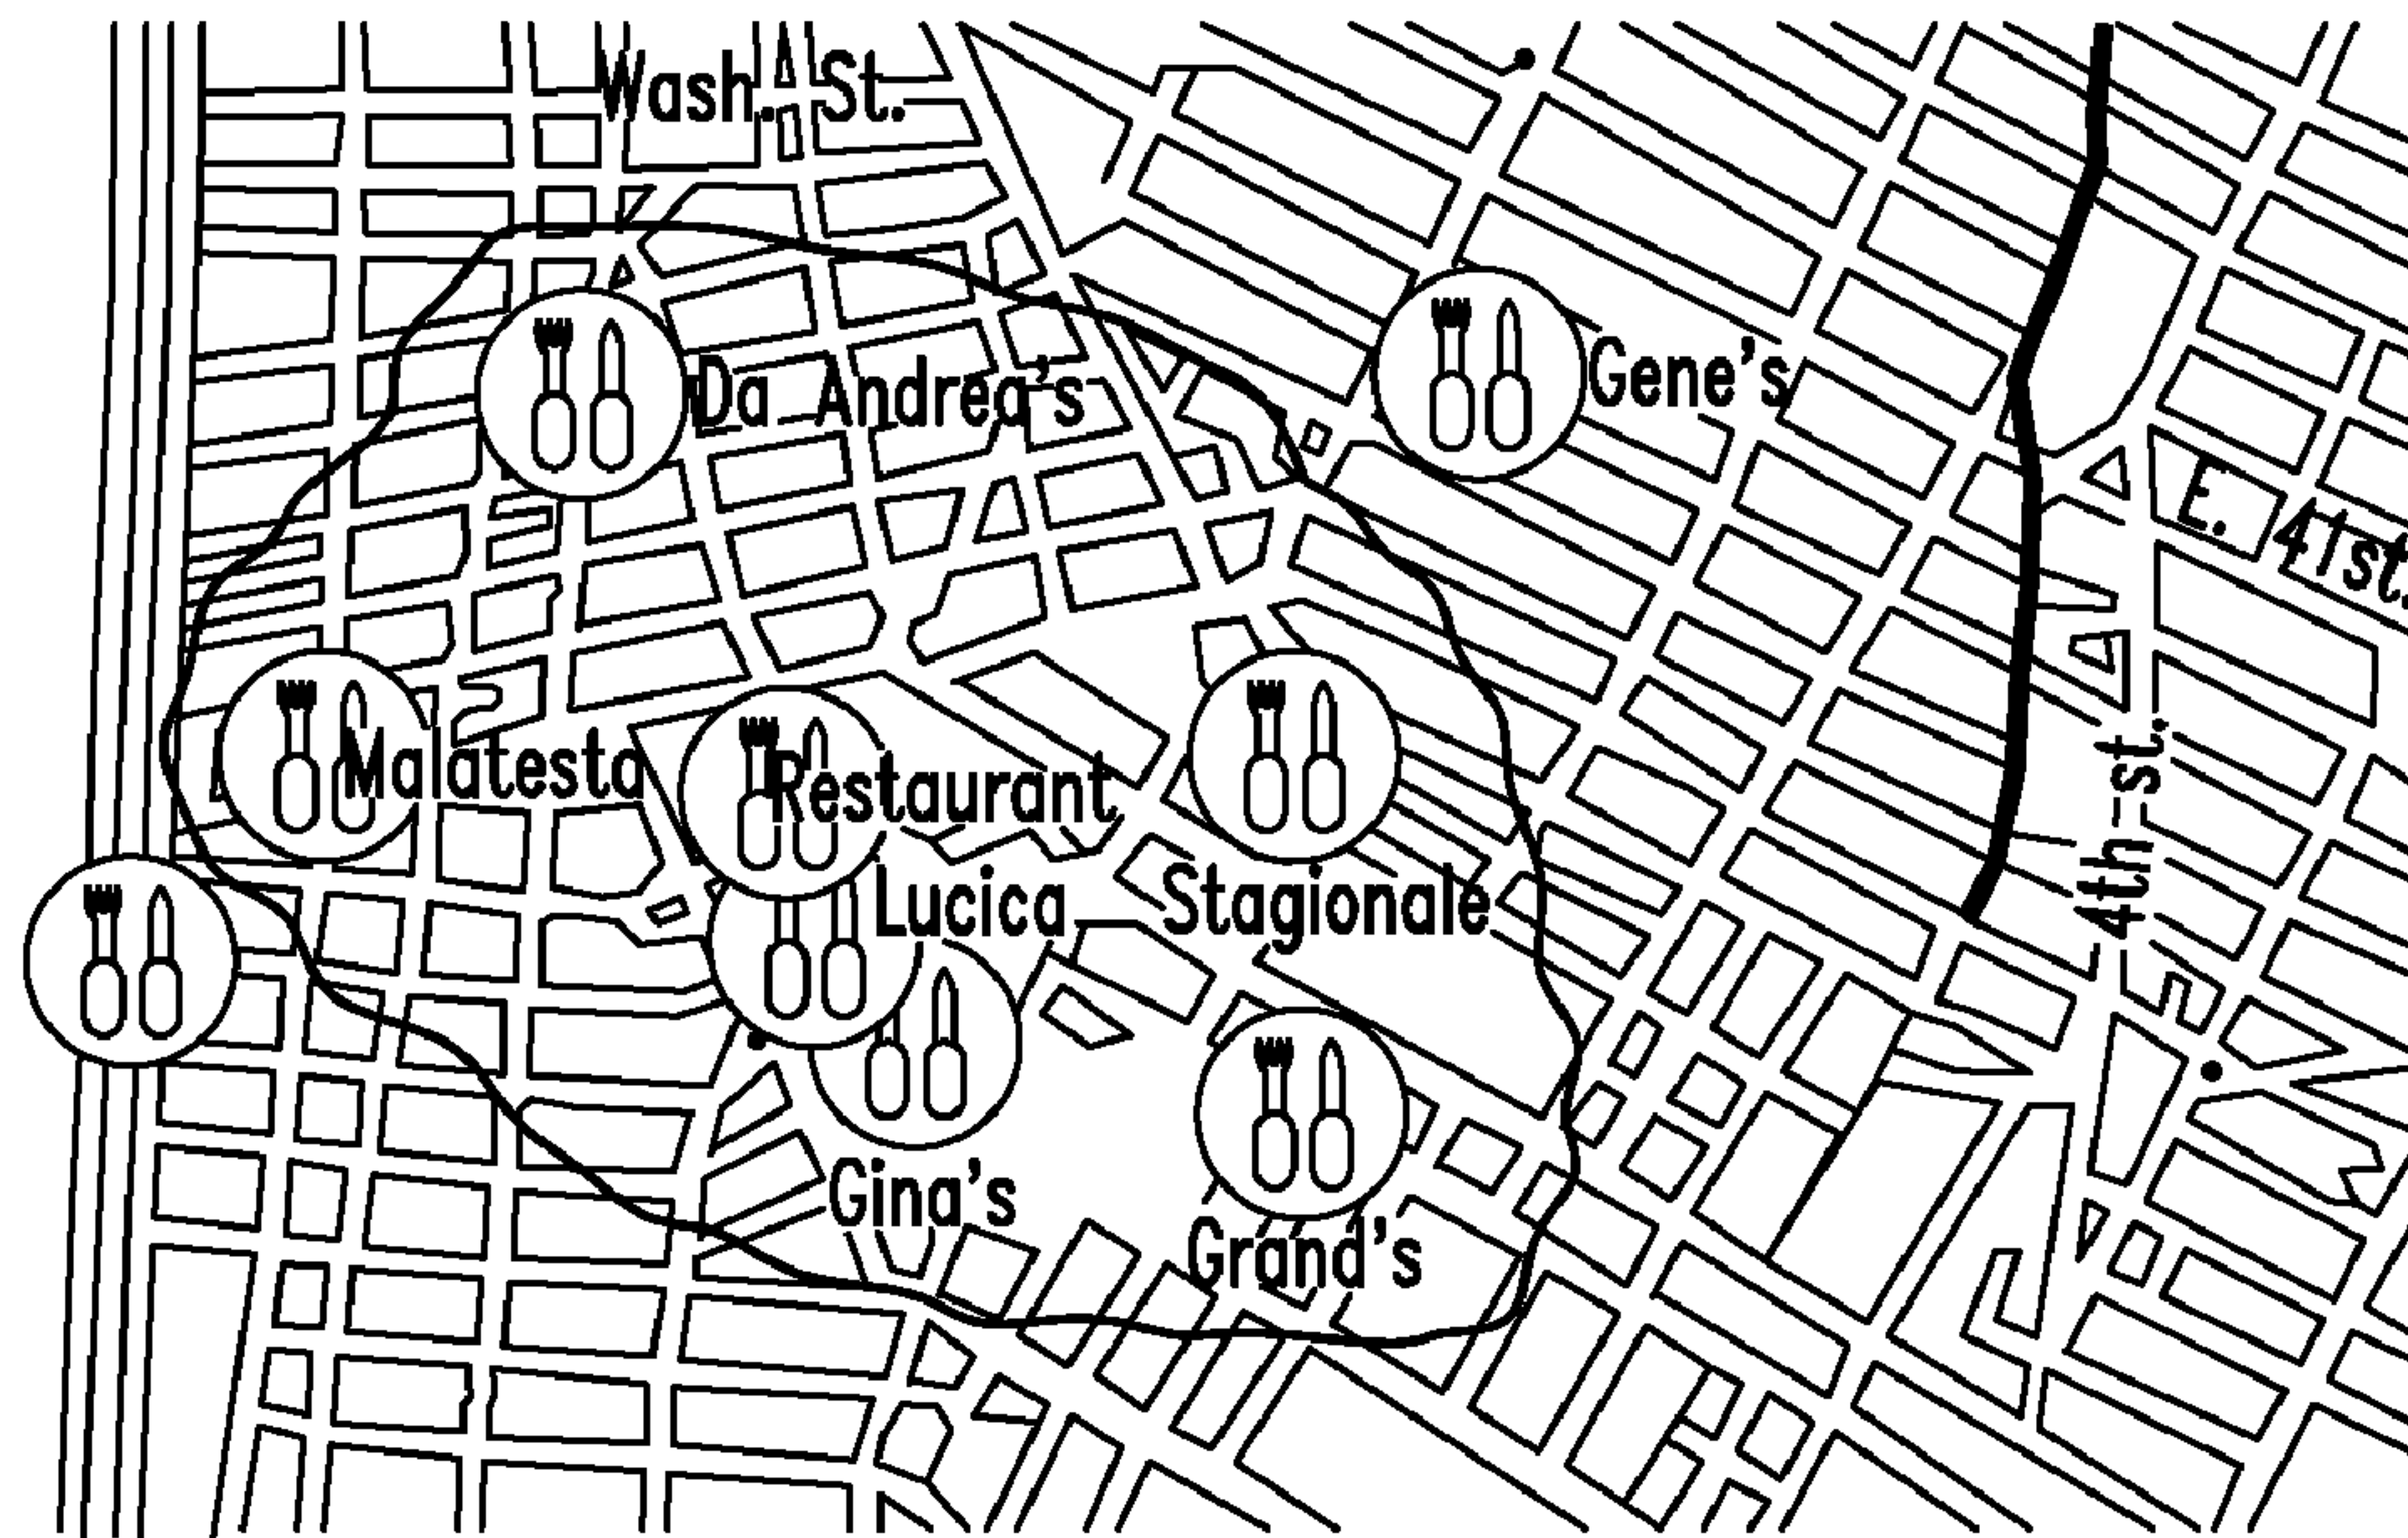 Wash. St.
Gene's
Da Andrea's
E. 41st.
Malatesta
Restaurant
4th-st.
Lucica
Stagionale
Gina's
Grand's